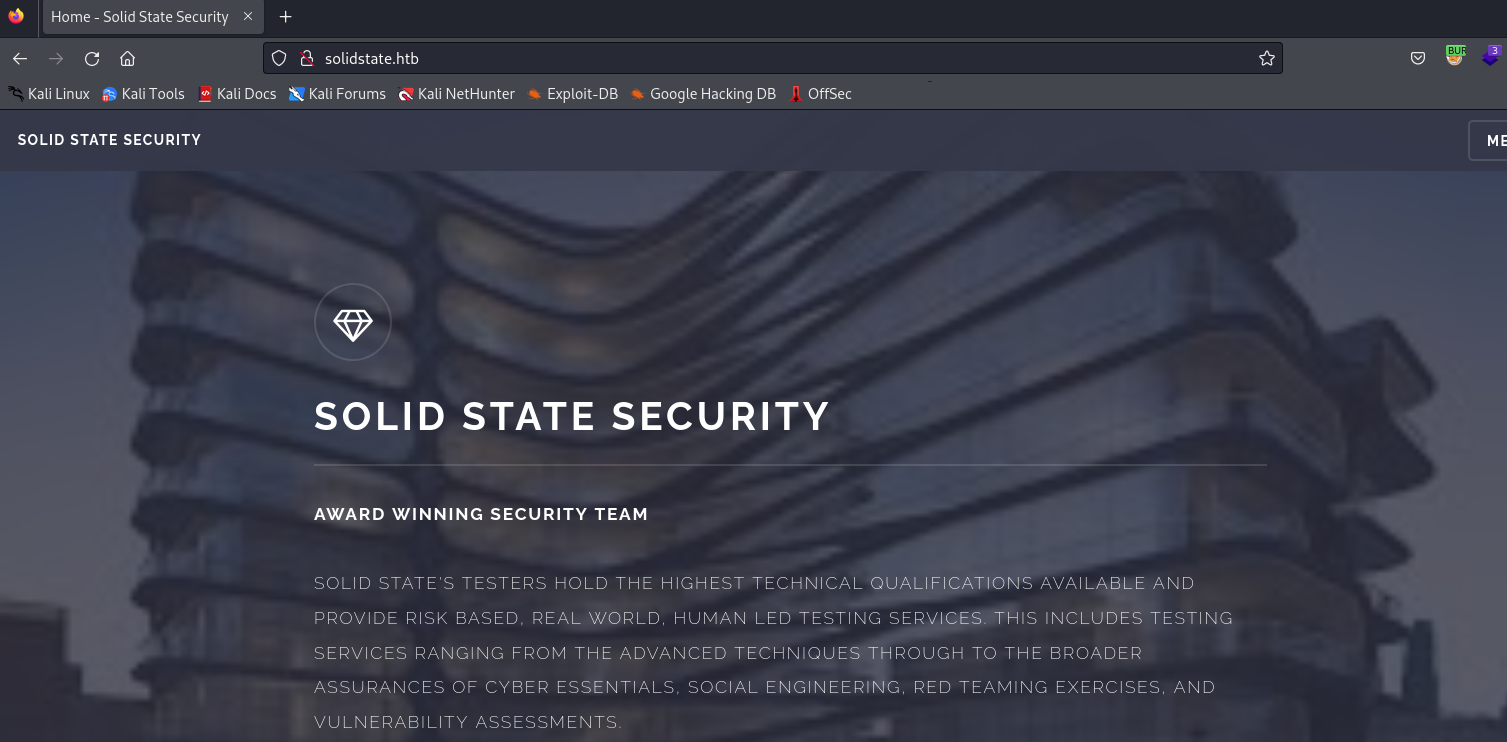 Home - Solid State Security
solidstate.htb
BUR
3
Kali Linux Kali Tools Kali Docs Kali Forums Kali NetHunter Exploit-DB Google Hacking DB OffSec
SOLID STATE SECURITY
ME
SOLID STATE SECURITY
AWARD WINNING SECURITY TEAM
SOLID STATE'S TESTERS HOLD THE HIGHEST TECHNICAL QUALIFICATIONS AVAILABLE AND
PROVIDE RISK BASED, REAL WORLD, HUMAN LED TESTING SERVICES. THIS INCLUDES TESTING
SERVICES RANGING FROM THE ADVANCED TECHNIQUES THROUGH TO THE BROADER
ASSURANCES OF CYBER ESSENTIALS, SOCIAL ENGINEERING, RED TEAMING EXERCISES, AND
VULNERABILITY ASSESSMENTS.